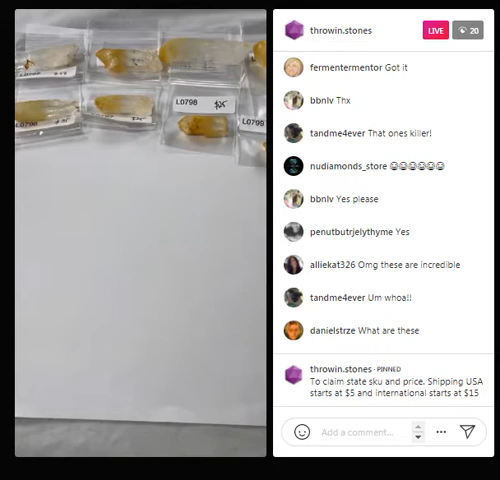 L0798 $25
L0799
throwin.stones
LIVE
20
fermentermentor Got it
bbnlv Thx
tandme4ever That ones killer!
nudiamonds_store 😂😂😂😂😂😂
bbnlv Yes please
penutbutrjelythyme Yes
alliekat326 Omg these are incredible
tandme4ever Um whoa!!
danielstrze What are these
throwin.stones · PINNED
To claim state sku and price. Shipping USA
starts at $5 and international starts at $15
Add a comment...